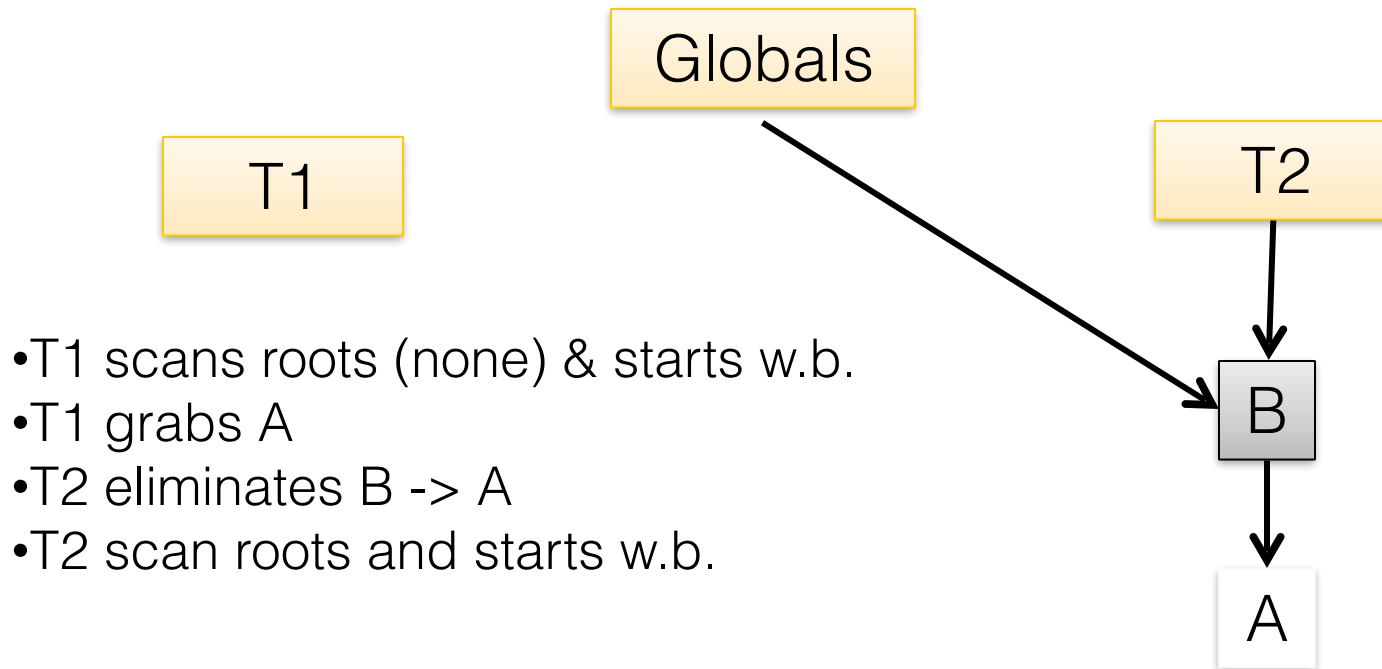 Globals
T1
T2
•T1 scans roots (none) & starts w.b.
•T1 grabs A
•T2 eliminates B -> A
•T2 scan roots and starts w.b.
B
A